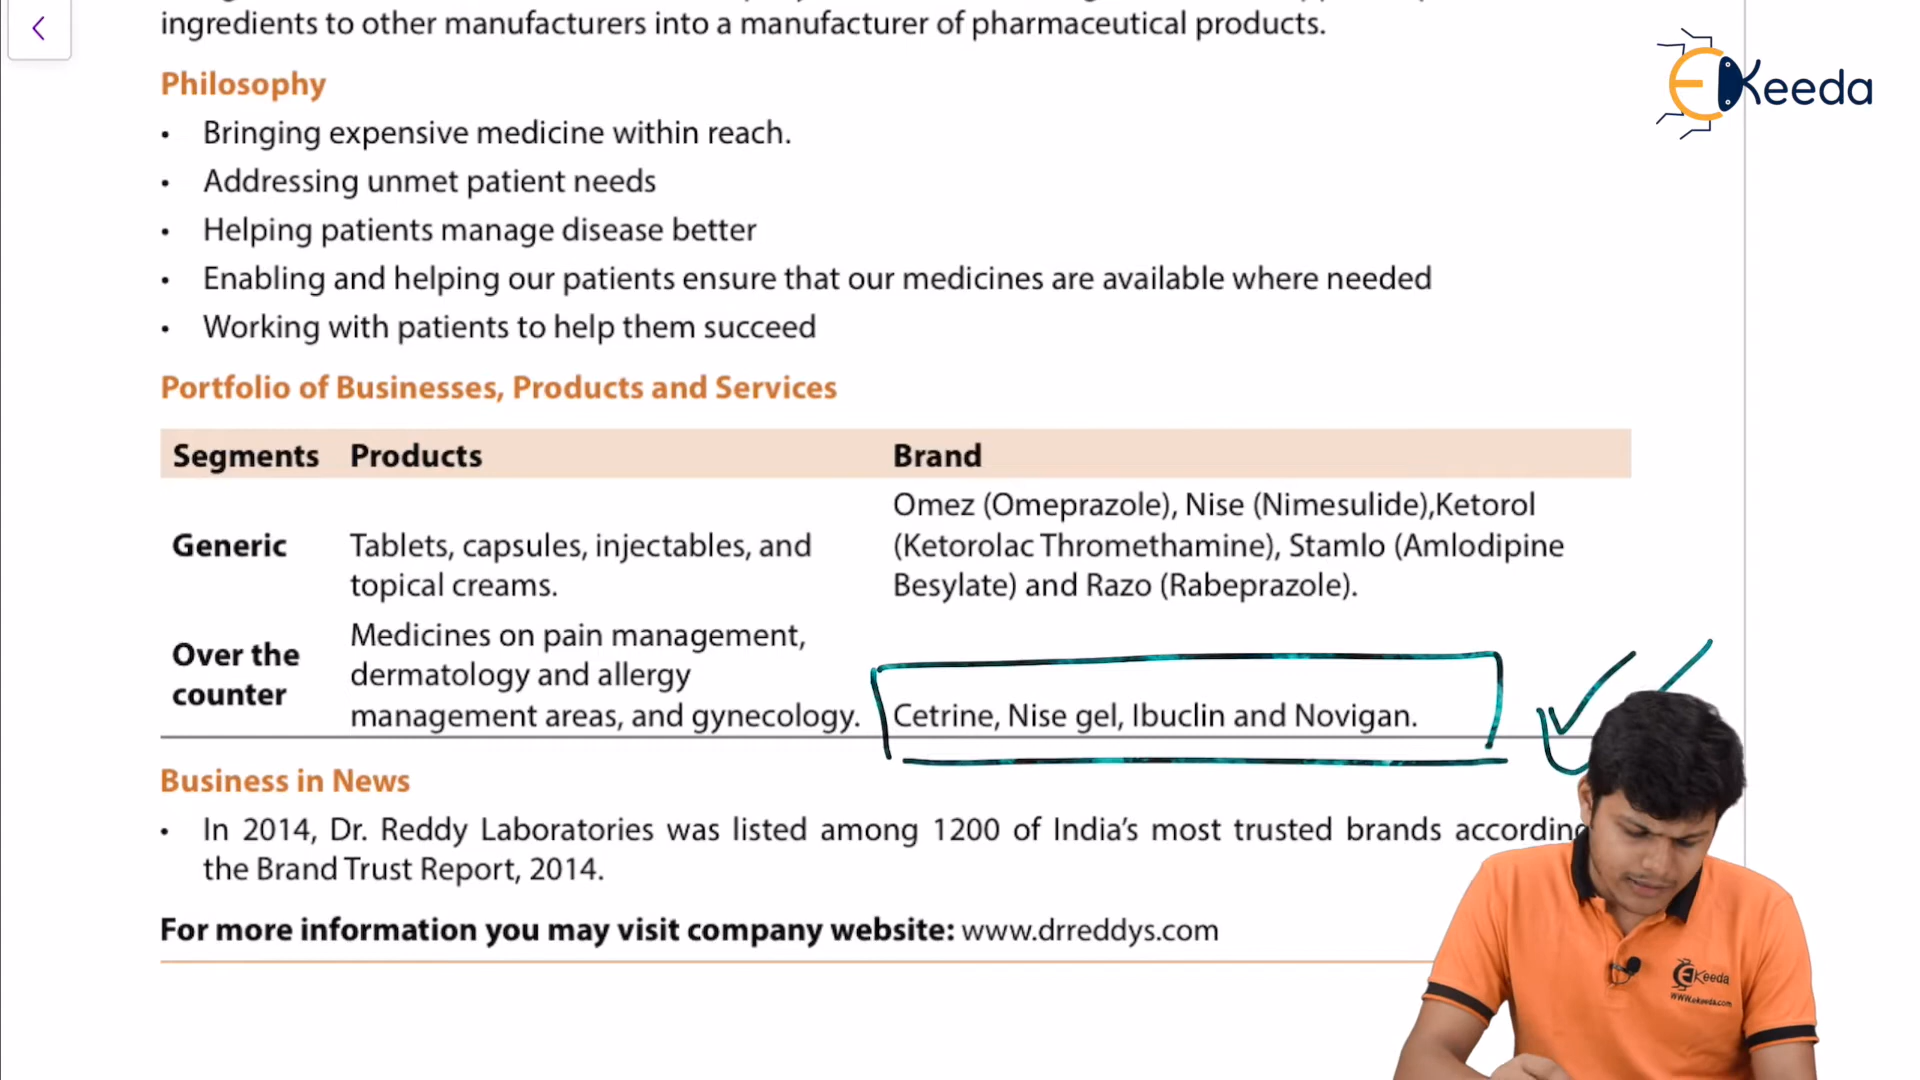 ingredients to other manufacturers into a manufacturer of pharmaceutical products.
Keeda
Philosophy
• Bringing expensive medicine within reach.
• Addressing unmet patient needs
• Helping patients manage disease better
• Enabling and helping our patients ensure that our medicines are available where needed
• Working with patients to help them succeed
Portfolio of Businesses, Products and Services
Segments Products Brand
Generic
Tablets, capsules, injectables, and
topical creams.
Omez (Omeprazole), Nise (Nimesulide),Ketorol
(Ketorolac Thromethamine), Stamlo (Amlodipine
Besylate) and Razo (Rabeprazole).
Over the
counter
Medicines on pain management,
dermatology and allergy
management areas, and gynecology.
Cetrine, Nise gel, Ibuclin and Novigan.
Business in News
• In 2014, Dr. Reddy Laboratories was listed among 1200 of India's most trusted brands according
the Brand Trust Report, 2014.
For more information you may visit company website: www.drreddys.com
Keeda
www.ekeeda.com